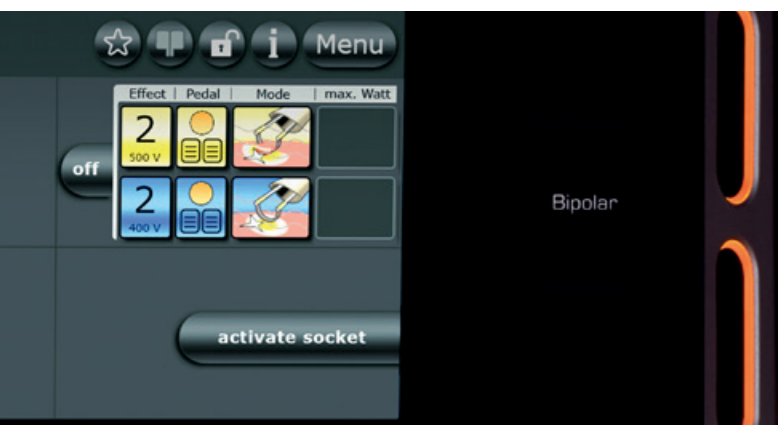 i Menu
Effect | Pedal | Mode | max. Watt
2
500 V
off
2
400 V
Bipolar
activate socket